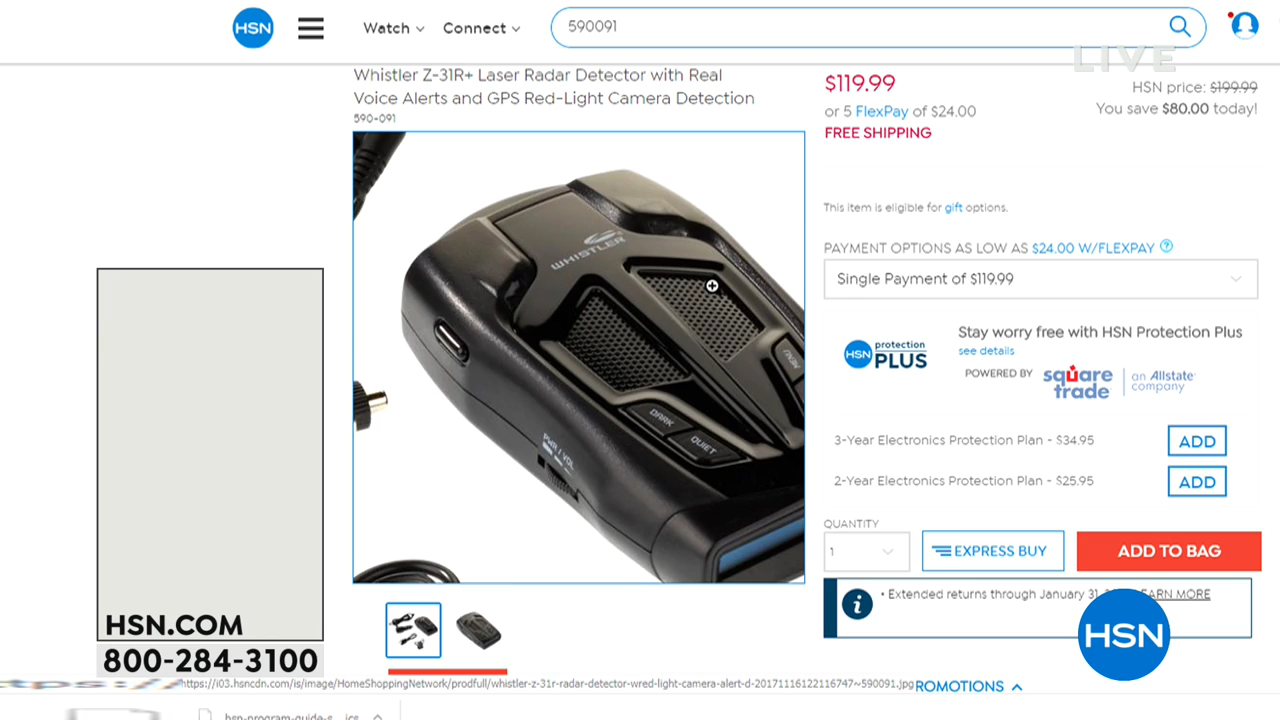 HSN
Watch
Connect
590091
LIVE
Whistler Z-31R+ Laser Radar Detector with Real
Voice Alerts and GPS Red-Light Camera Detection
590-091
$119.99
HSN price: $199.99
or 5 FlexPay of $24.00
You save $80.00 today!
FREE SHIPPING
This item is eligible for gift options.
PAYMENT OPTIONS AS LOW AS $24.00 W/FLEXPAY ?
Single Payment of $119.99
WHISTLER
MENU
DARK
QUIET
PWR / VOL
HSN protection PLUS
Stay worry free with HSN Protection Plus
see details
POWERED BY
square trade
an Allstate company
3-Year Electronics Protection Plan - $34.95
ADD
2-Year Electronics Protection Plan - $25.95
ADD
QUANTITY
1
EXPRESS BUY
ADD TO BAG
i
• Extended returns through January 31
LEARN MORE
HSN
HSN.COM
800-284-3100
https://i03.hsncdn.com/is/image/HomeShoppingNetwork/prodfull/whistler-z-31r-radar-detector-wred-light-camera-alert-d-20171116122116747~590091.jpg
ROMOTIONS